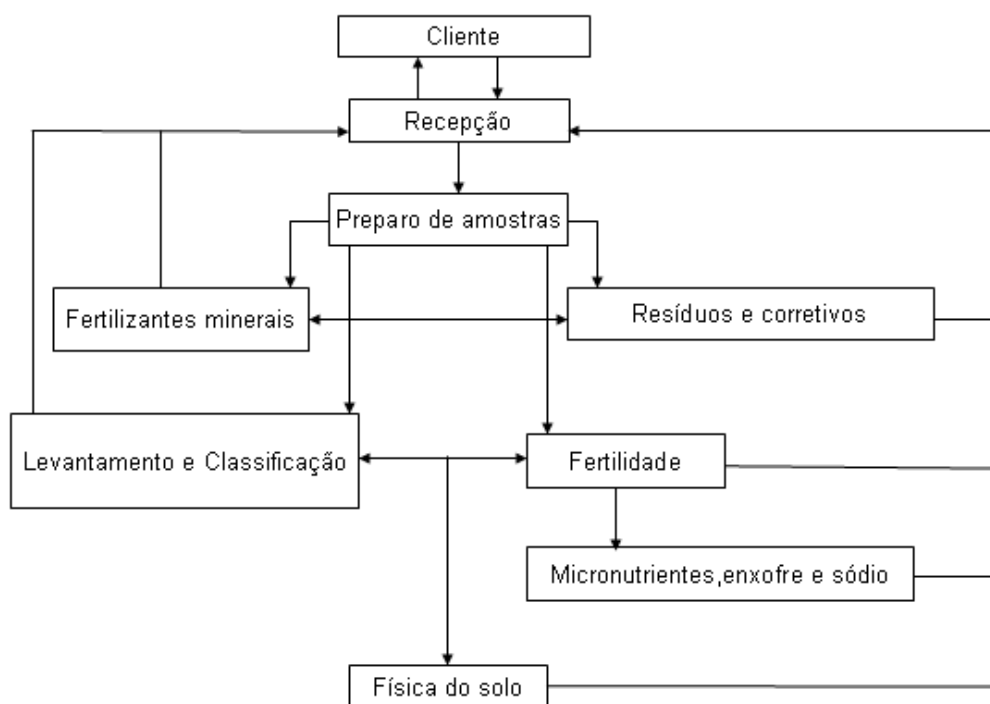 Cliente
Recepção
Preparo de amostras
Fertilizantes minerais
Resíduos e corretivos
Levantamento e Classificação
Fertilidade
Micronutrientes,enxofre e sódio
Física do solo